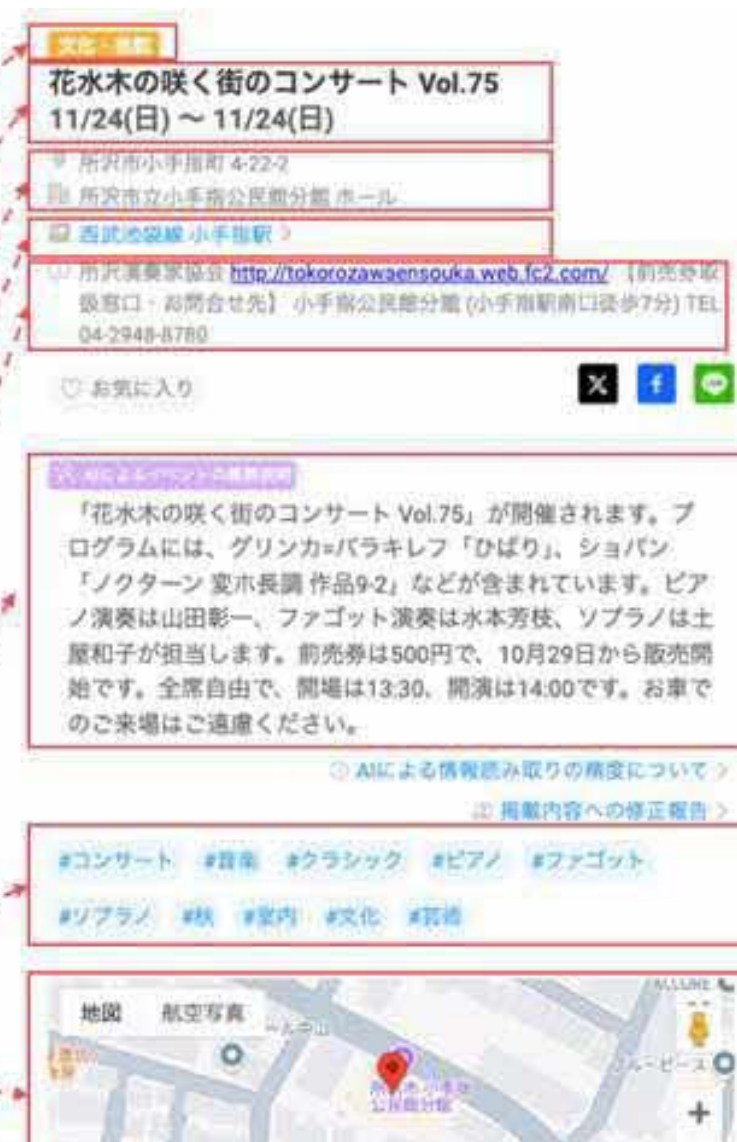 文化・芸術
花水木の咲く街のコンサート Vol.75
11/24(日) ～ 11/24(日)
所沢市小手指町 4-22-2
所沢市立小手指公民館分館 ホール
西武池袋線 小手指駅 >
所沢演奏家協会 http://tokorozawaensouka.web.fc2.com/ 【前売券取
扱窓口・お問合せ先】 小手指公民館分館 (小手指駅南口徒歩7分) TEL
04-2948-8780
♡ お気に入り
X f LINE
「花水木の咲く街のコンサート Vol.75」が開催されます。プ
ログラムには、グリンカ=バラキレフ「ひばり」、ショパン
「ノクターン 変ホ長調 作品9-2」などが含まれています。ピア
ノ演奏は山田彰一、ファゴット演奏は水本芳枝、ソプラノは土
屋和子が担当します。前売券は500円で、10月29日から販売開
始です。全席自由で、開場は13:30、開演は14:00です。お車で
のご来場はご遠慮ください。
AIによる情報読み取りの精度について >
掲載内容への修正報告 >
#コンサート #音楽 #クラシック #ピアノ #ファゴット
#ソプラノ #秋 #室内 #文化 #芸術
地図 航空写真
所沢市小手指
公民館分館
+